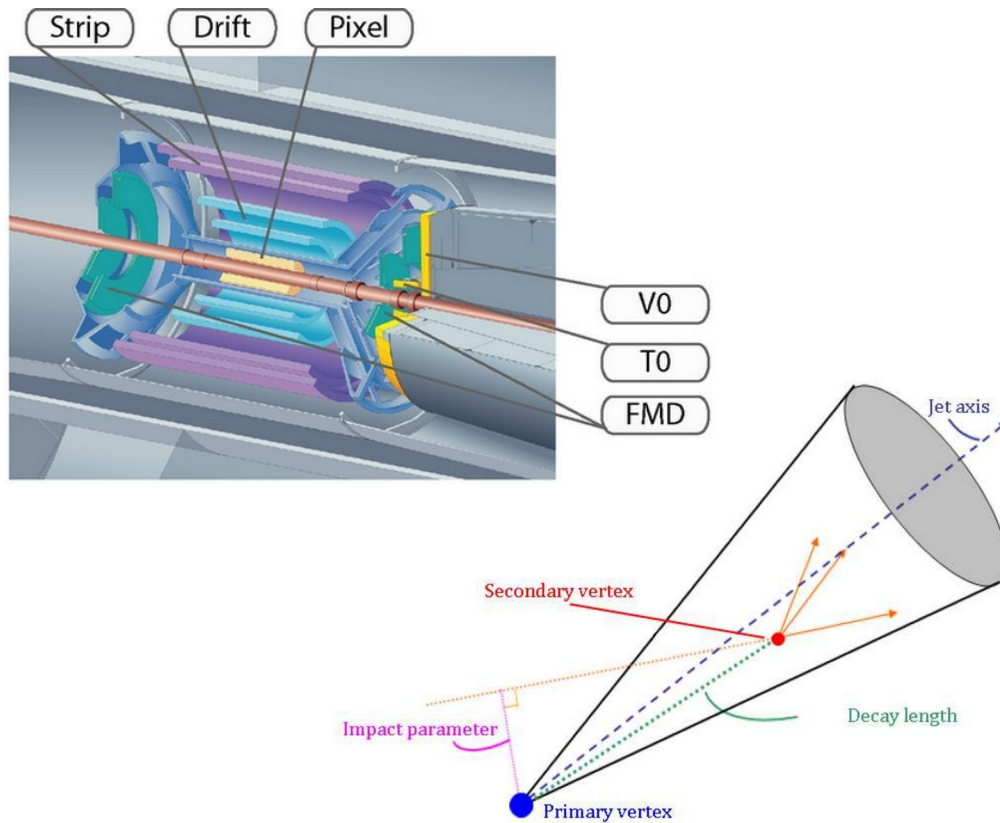 Strip
Drift
Pixel
V0
T0
FMD
Jet axis
Secondary vertex
Decay length
Impact parameter
Primary vertex